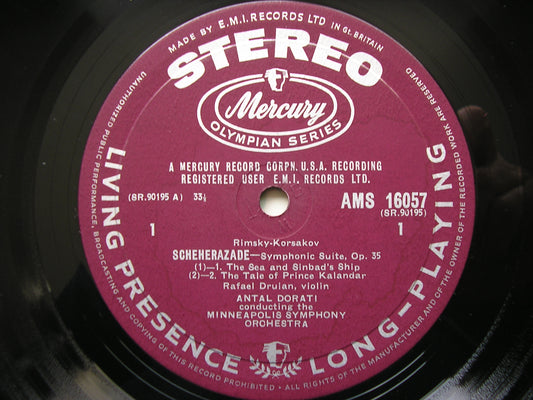 MADE BY E.M.I. RECORDS LTD IN GT. BRITAIN
STEREO
Mercury
OLYMPIAN SERIES
A MERCURY RECORD CORPN. U.S.A. RECORDING
REGISTERED USER E.M.I. RECORDS LTD.
(SR.90195 A) 33⅓
AMS 16057
(SR.90195)
1
1
Rimsky-Korsakov
SCHEHERAZADE—Symphonic Suite, Op. 35
(1)—1. The Sea and Sinbad's Ship
(2)—2. The Tale of Prince Kalandar
Rafael Druian, violin
ANTAL DORATI
conducting the
MINNEAPOLIS SYMPHONY
ORCHESTRA
LIVING PRESENCE
LONG-PLAYING
UNAUTHORIZED PUBLIC PERFORMANCE, BROADCASTING AND COPYING OF THIS RECORD PROHIBITED • ALL RIGHTS OF THE MANUFACTURER AND OF THE OWNER OF THE RECORDED WORK ARE RESERVED